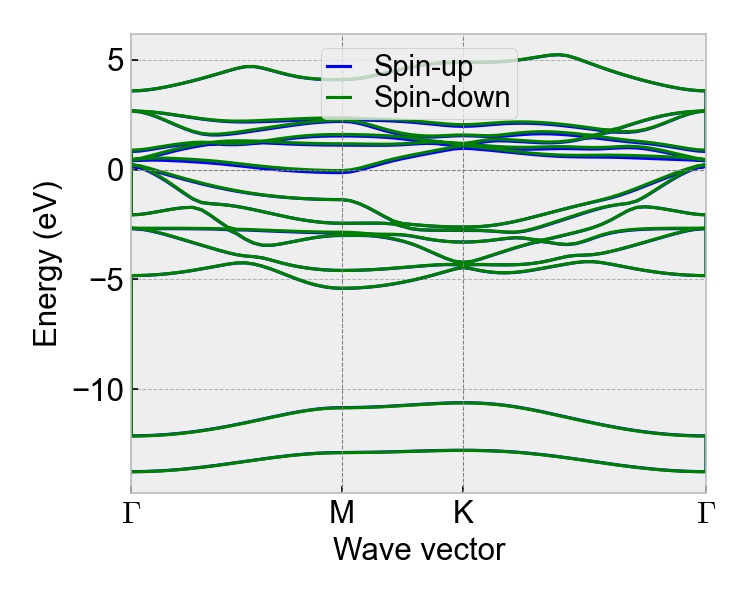 Energy (eV)
5
0
−5
−10
Spin-up
Spin-down
Γ M K Γ
Wave vector